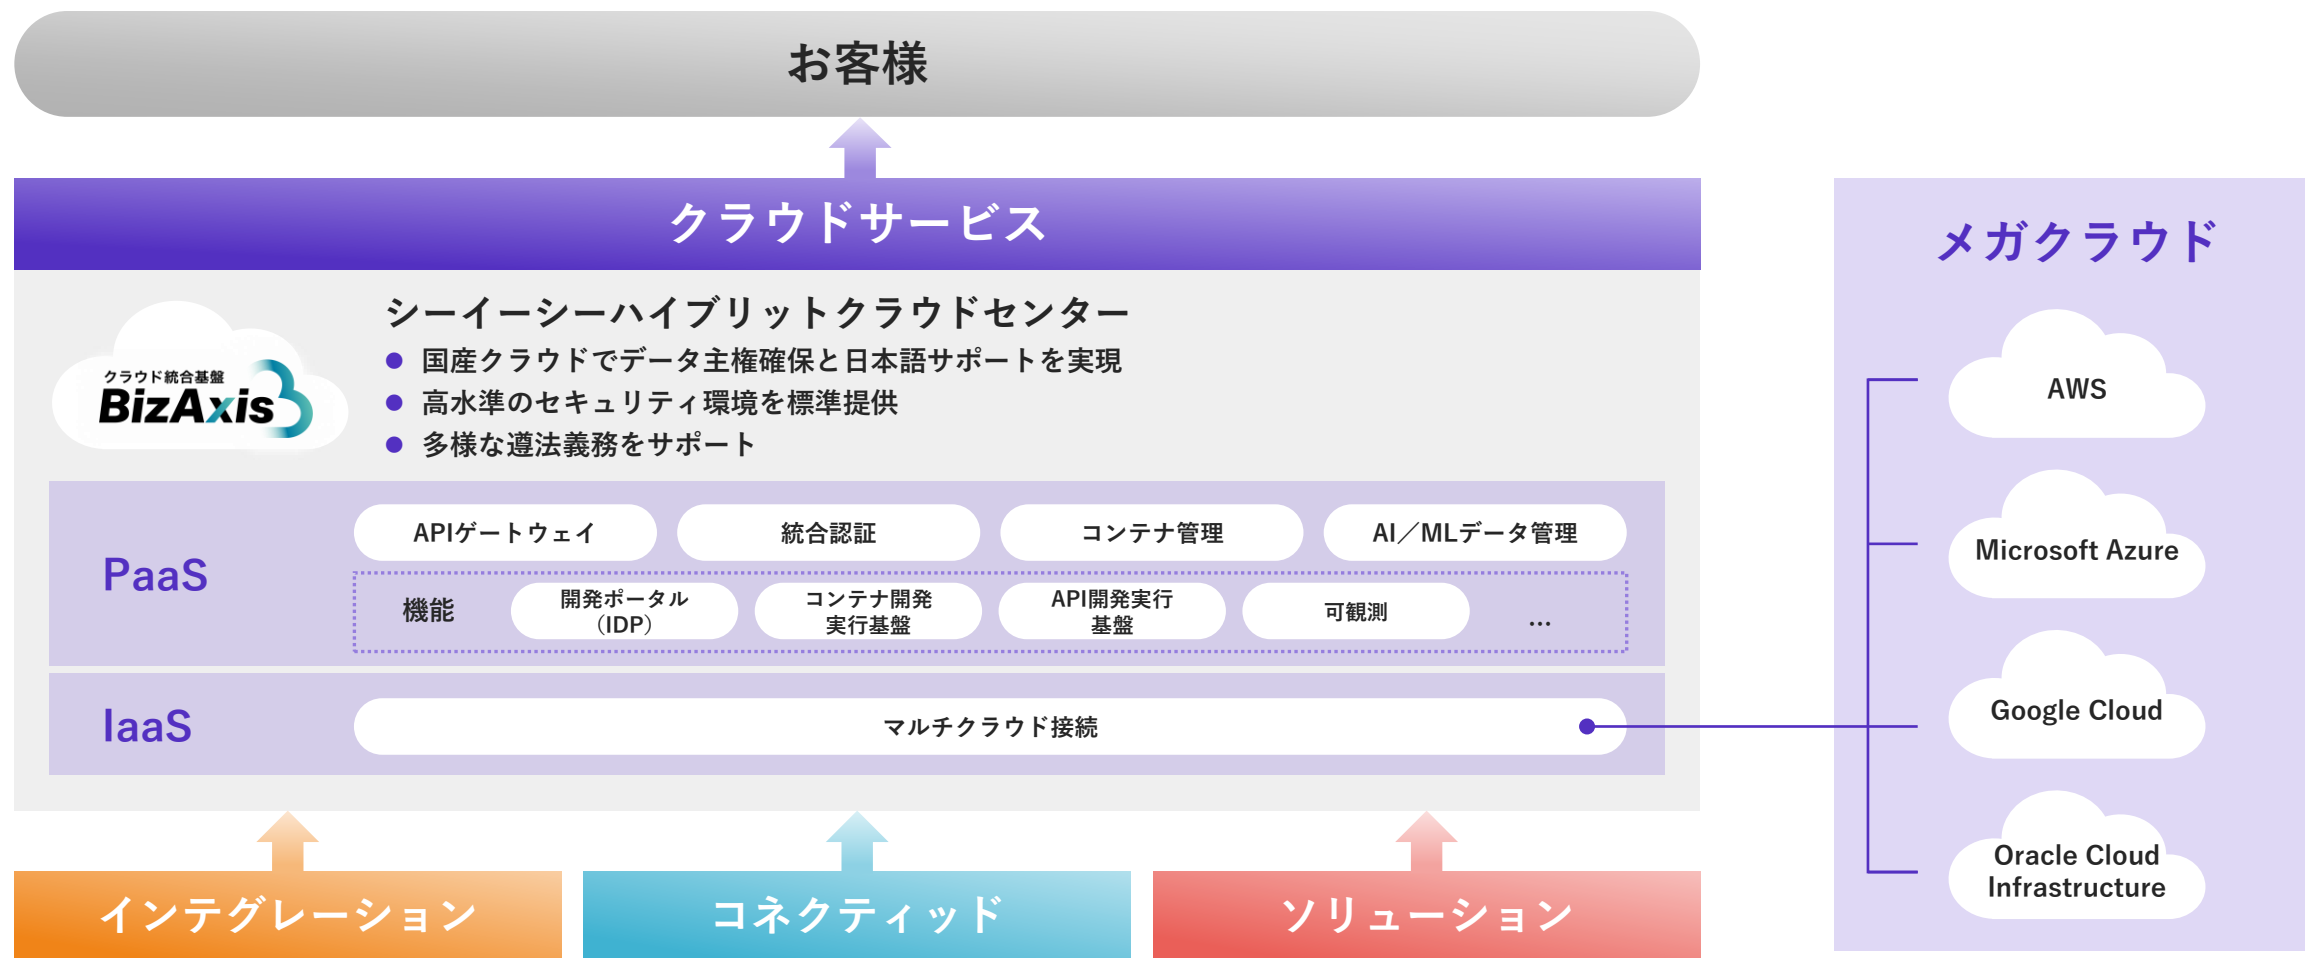 お客様
クラウドサービス
クラウド統合基盤
BizAxis
シーイーシーハイブリットクラウドセンター
● 国産クラウドでデータ主権確保と日本語サポートを実現
● 高水準のセキュリティ環境を標準提供
● 多様な遵法義務をサポート
PaaS
APIゲートウェイ
統合認証
コンテナ管理
AI／MLデータ管理
機能
開発ポータル
（IDP）
コンテナ開発
実行基盤
API開発実行
基盤
可観測
…
IaaS
マルチクラウド接続
インテグレーション
コネクティッド
ソリューション
メガクラウド
AWS
Microsoft Azure
Google Cloud
Oracle Cloud
Infrastructure